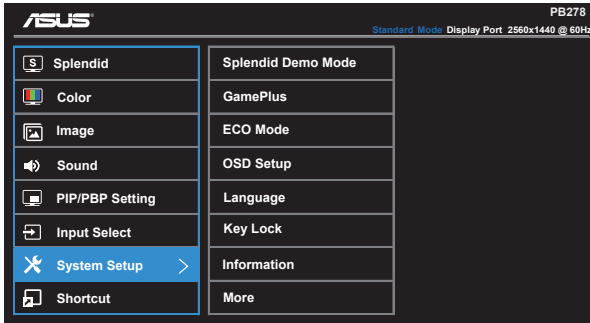 ASUS
PB278
Standard Mode Display Port 2560x1440 @ 60Hz
S Splendid
Color
Image
Sound
PIP/PBP Setting
Input Select
System Setup
Shortcut
Splendid Demo Mode
GamePlus
ECO Mode
OSD Setup
Language
Key Lock
Information
More